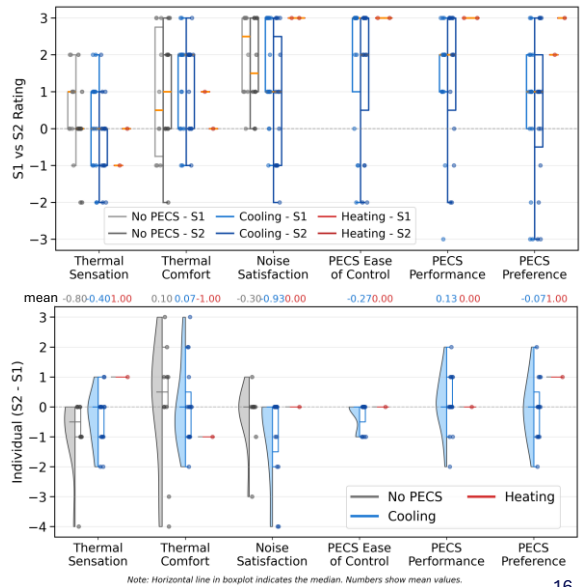 S1 vs S2 Rating
3
2
1
0
−1
−2
−3
No PECS - S1
No PECS - S2
Cooling - S1
Cooling - S2
Heating - S1
Heating - S2
Thermal Sensation
Thermal Comfort
Noise Satisfaction
PECS Ease of Control
PECS Performance
PECS Preference
mean -0.80-0.401.00 0.10 0.07-1.00 -0.30-0.930.00 -0.270.00 0.13 0.00 -0.071.00
Individual (S2 - S1)
3
2
1
0
−1
−2
−3
−4
No PECS
Cooling
Heating
Thermal Sensation
Thermal Comfort
Noise Satisfaction
PECS Ease of Control
PECS Performance
PECS Preference
Note: Horizontal line in boxplot indicates the median. Numbers show mean values.
16